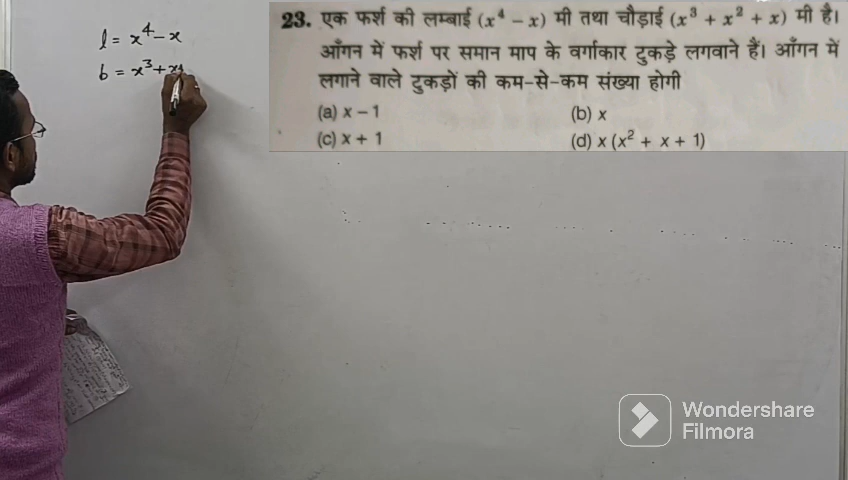 l = x⁴ - x
b = x³ +
23. एक फर्श की लम्बाई (x⁴ – x) मी तथा चौड़ाई (x³ + x² + x) मी है।
आँगन में फर्श पर समान माप के वर्गाकार टुकड़े लगवाने हैं। आँगन में
लगाने वाले टुकड़ों की कम-से-कम संख्या होगी
(a) x – 1 (b) x
(c) x + 1 (d) x (x² + x + 1)
Wondershare
Filmora